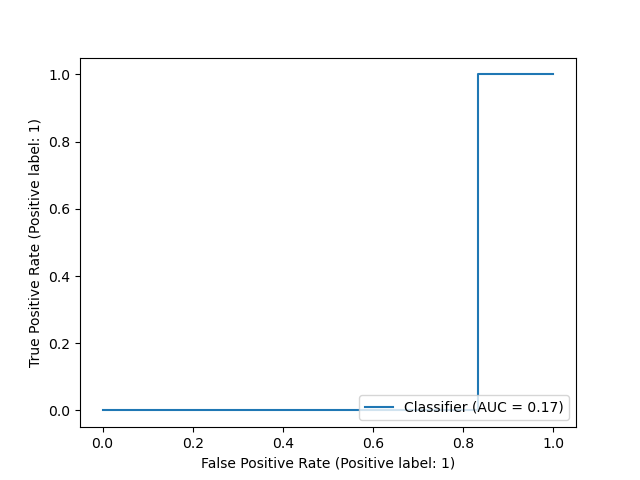 1.0
0.8
0.6
0.4
0.2
0.0
True Positive Rate (Positive label: 1)
Classifier (AUC = 0.17)
0.0 0.2 0.4 0.6 0.8 1.0
False Positive Rate (Positive label: 1)